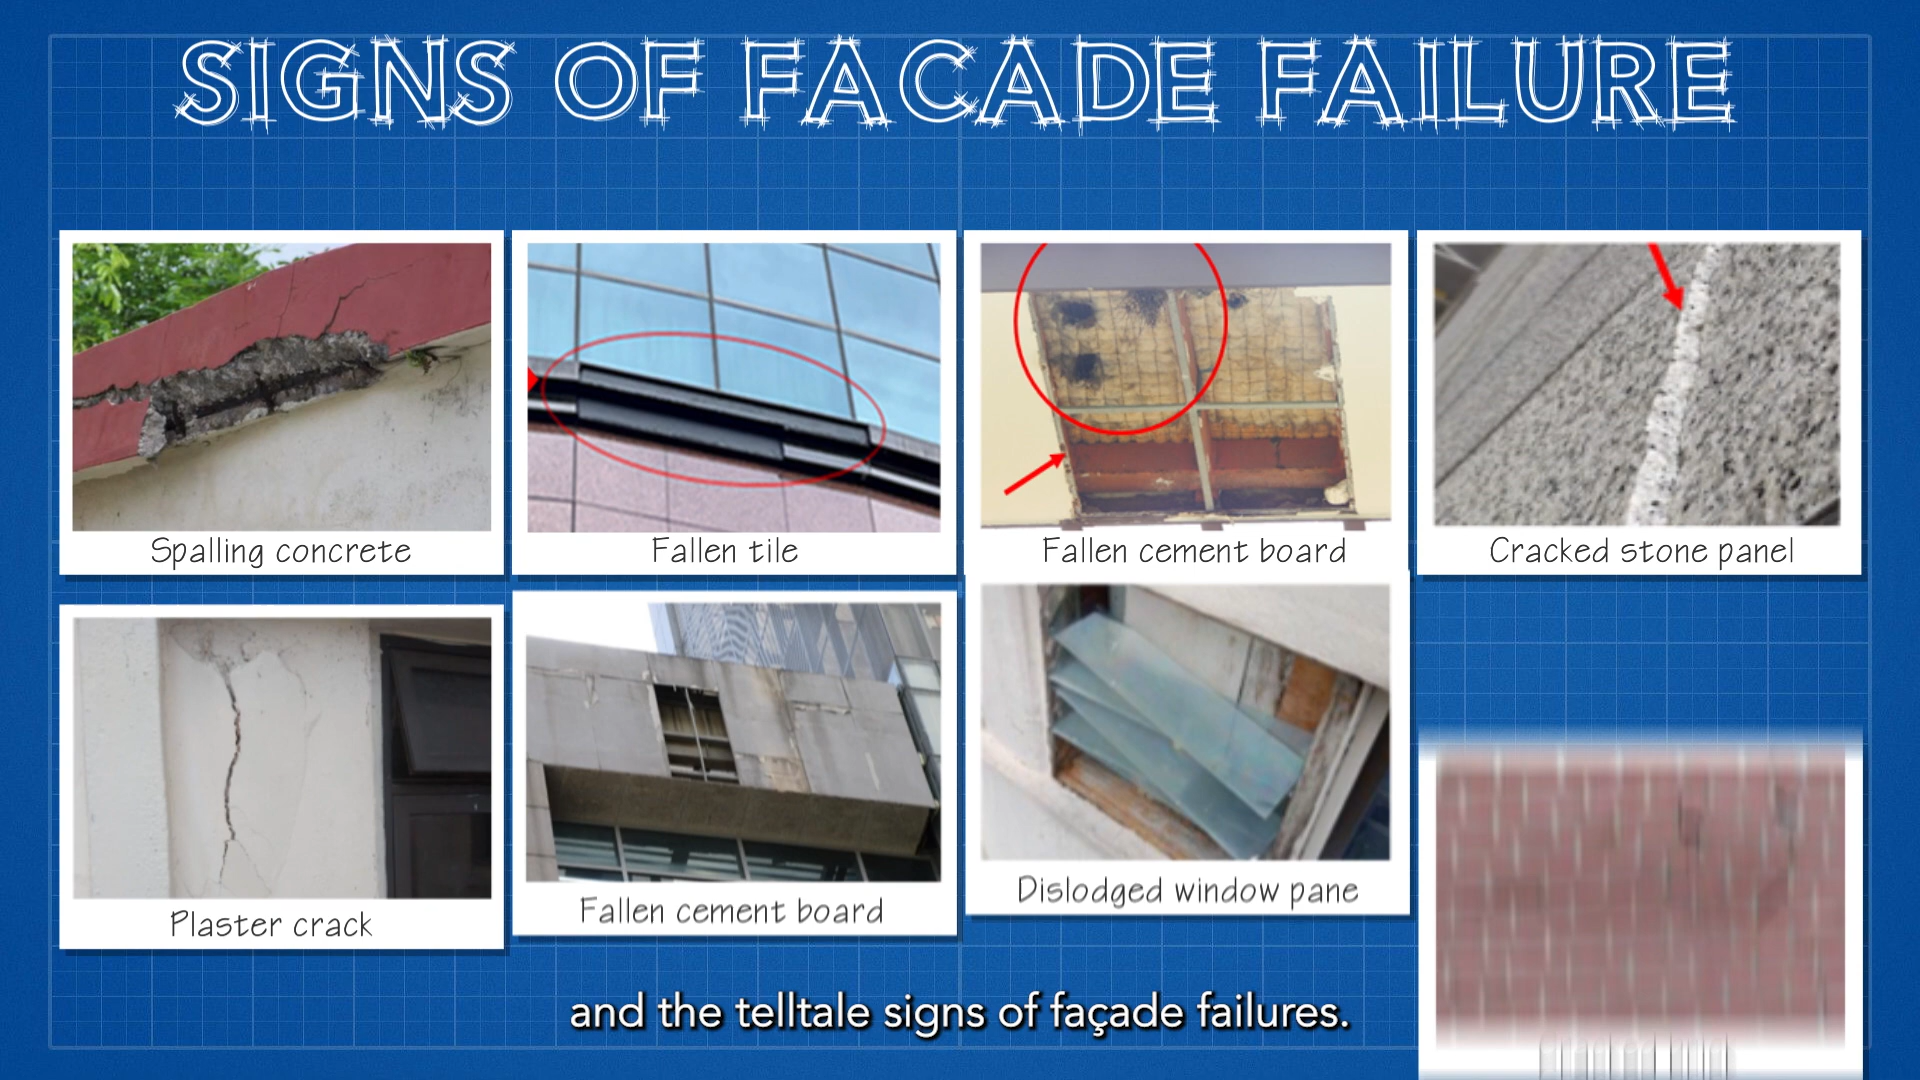 SIGNS OF FACADE FAILURE
Spalling concrete
Fallen tile
Fallen cement board
Cracked stone panel
Plaster crack
Fallen cement board
Dislodged window pane
and the telltale signs of façade failures.